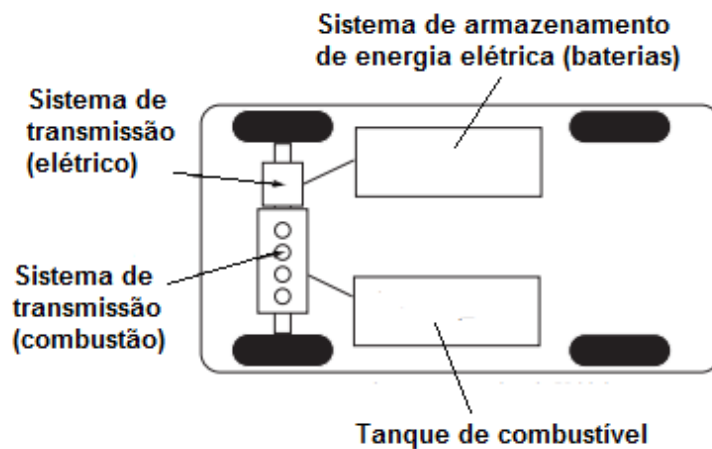 Sistema de armazenamento
de energia elétrica (baterias)
Sistema de
transmissão
(elétrico)
Sistema de
transmissão
(combustão)
Tanque de combustível